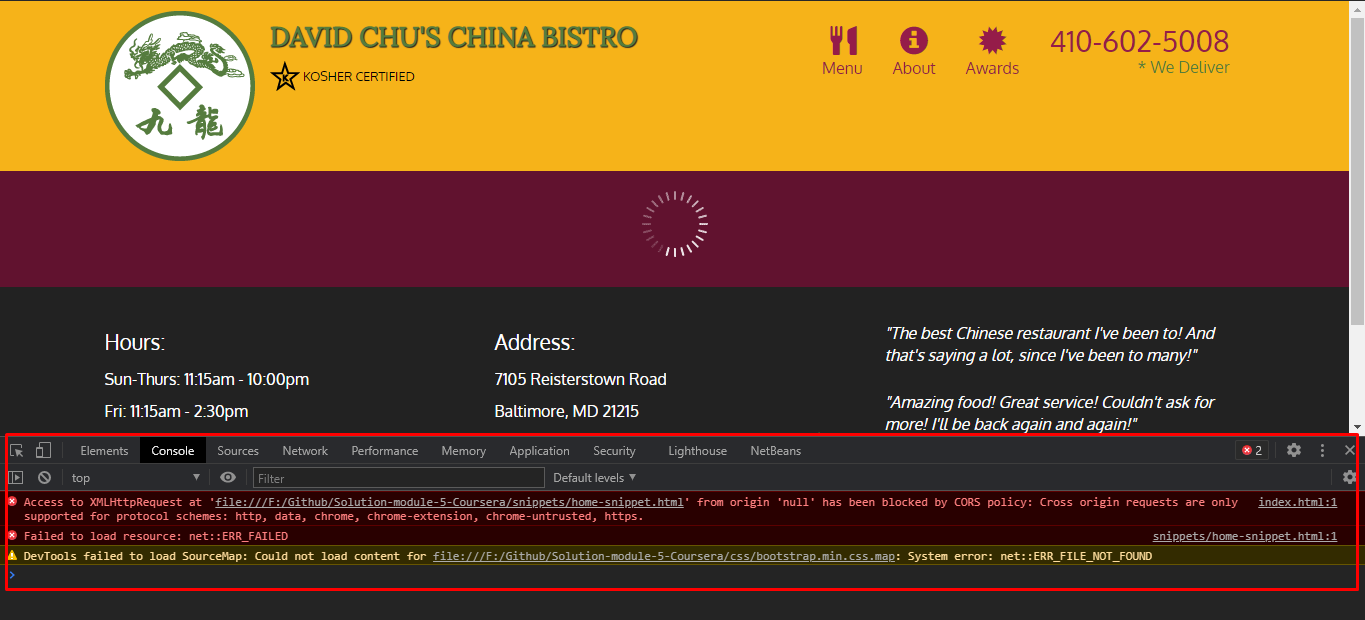 DAVID CHU'S CHINA BISTRO
K KOSHER CERTIFIED
九龍
Menu
About
Awards
410-602-5008
* We Deliver
Hours:
Sun-Thurs: 11:15am - 10:00pm
Fri: 11:15am - 2:30pm
Address:
7105 Reisterstown Road
Baltimore, MD 21215
"The best Chinese restaurant I've been to! And
that's saying a lot, since I've been to many!"
"Amazing food! Great service! Couldn't ask for
more! I'll be back again and again!"
Elements Console Sources Network Performance Memory Application Security Lighthouse NetBeans 2
top Filter Default levels
Access to XMLHttpRequest at 'file:///F:/Github/Solution-module-5-Coursera/snippets/home-snippet.html' from origin 'null' has been blocked by CORS policy: Cross origin requests are only index.html:1
supported for protocol schemes: http, data, chrome, chrome-extension, chrome-untrusted, https.
Failed to load resource: net::ERR_FAILED snippets/home-snippet.html:1
DevTools failed to load SourceMap: Could not load content for file:///F:/Github/Solution-module-5-Coursera/css/bootstrap.min.css.map: System error: net::ERR_FILE_NOT_FOUND